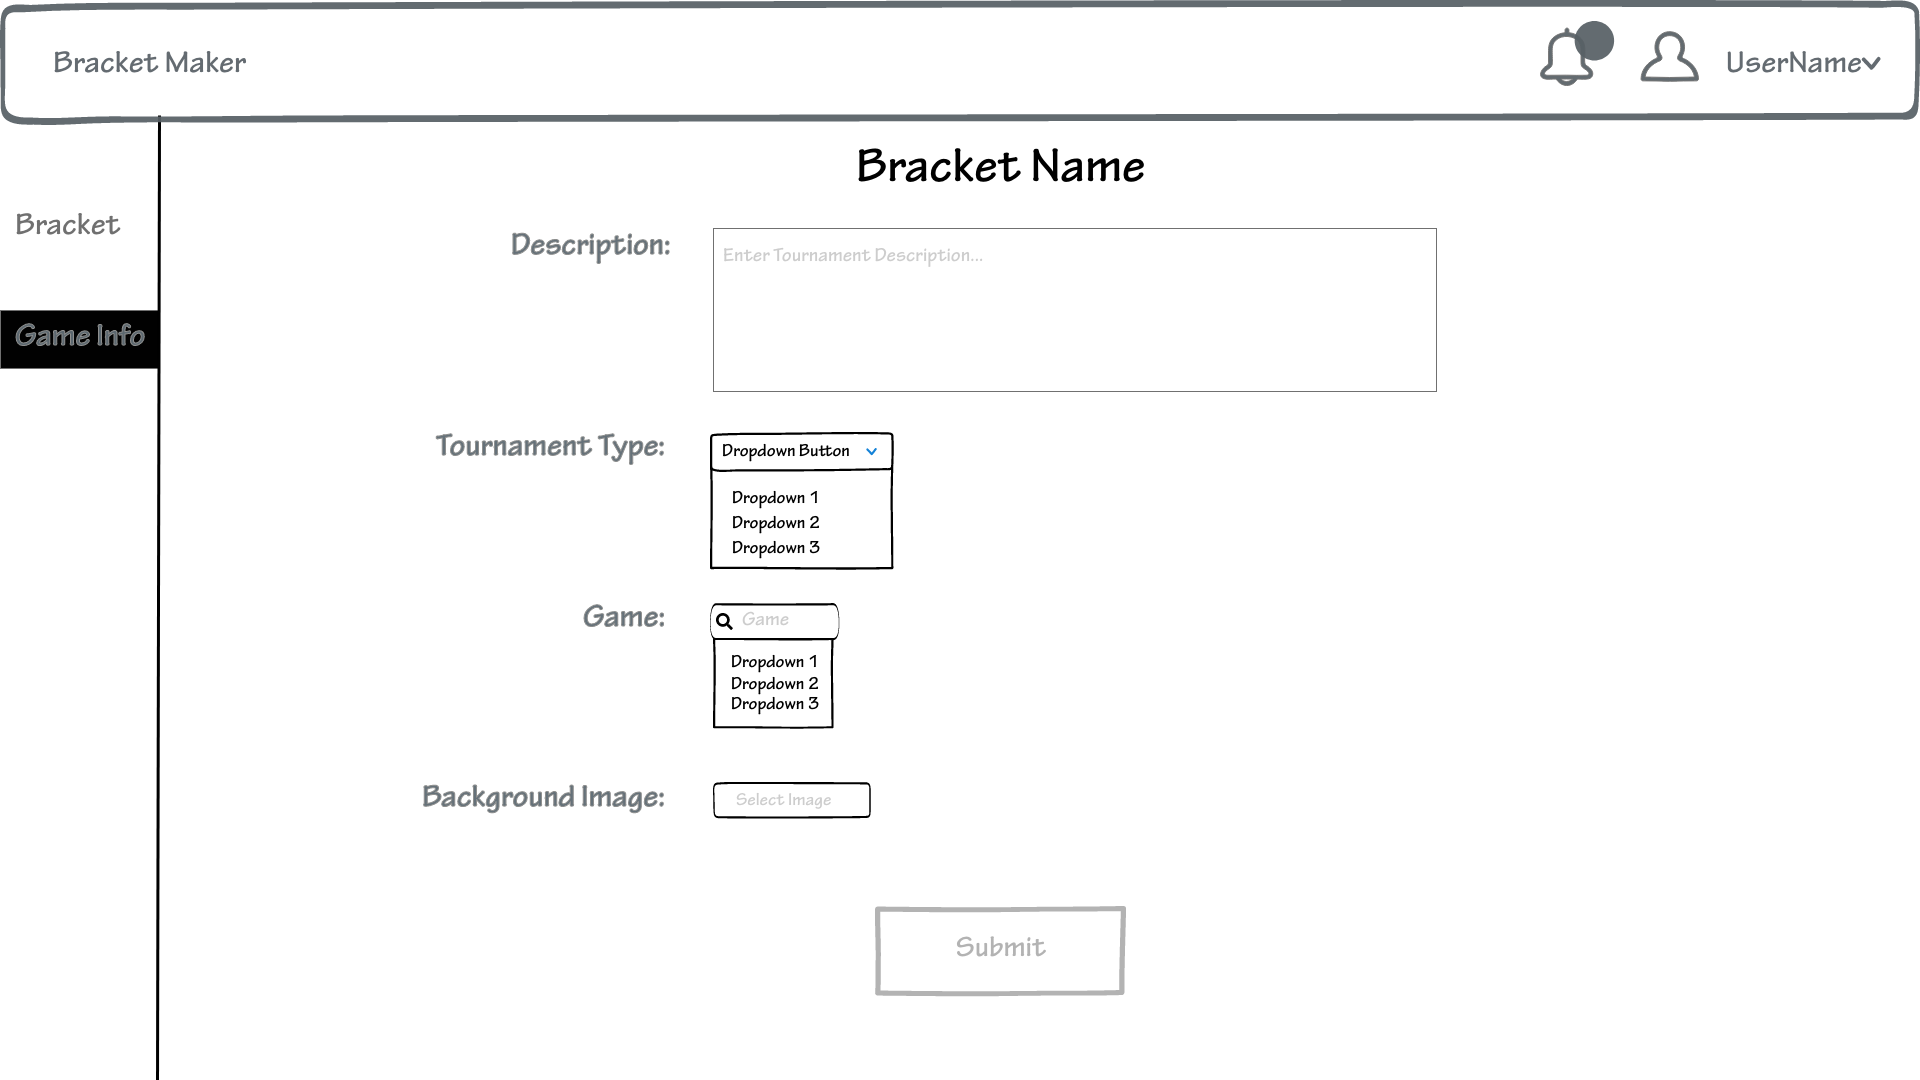 Bracket Maker
UserName
Bracket Name
Bracket
Game Info
Description:
Enter Tournament Description...
Tournament Type:
Dropdown Button
Dropdown 1
Dropdown 2
Dropdown 3
Game:
Game
Dropdown 1
Dropdown 2
Dropdown 3
Background Image:
Select Image
Submit